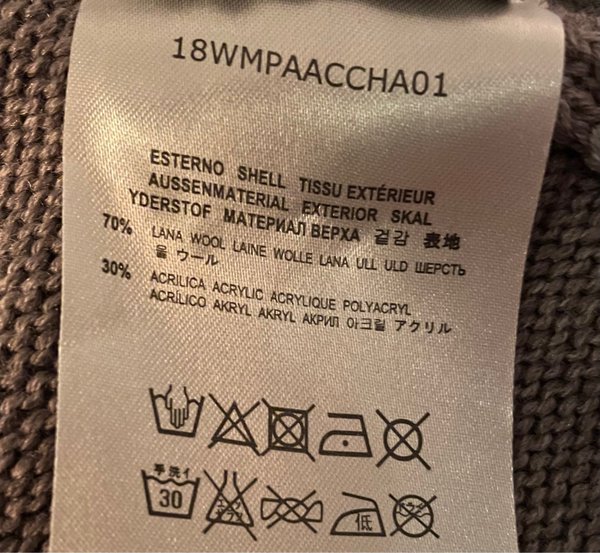 18WMPAACCHA01
ESTERNO SHELL TISSU EXTÉRIEUR
AUSSENMATERIAL EXTERIOR SKAL
YDERSTOF МАТЕРИАЛ ВЕРХА 겉감 表地
70% LANA WOOL LAINE WOLLE LANA ULL ULD ШЕРСТЬ
울 ウール
30% ACRILICA ACRYLIC ACRYLIQUE POLYACRYL
ACRÍLICO AKRYL AKRYL АКРИЛ 아크릴 アクリル
手洗イ
30
低